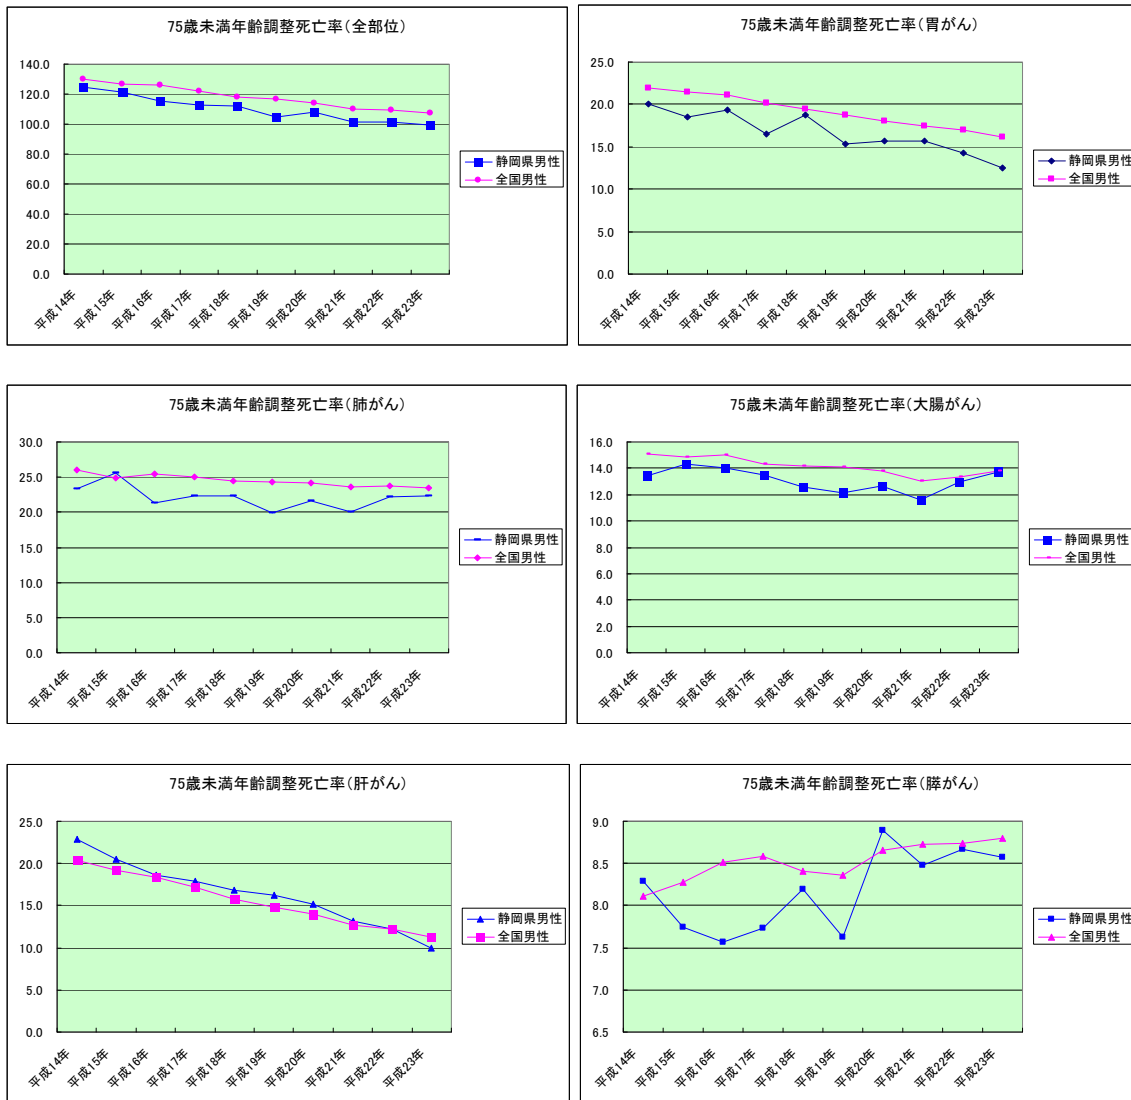 75歳未満年齢調整死亡率(全部位)
140.0
120.0
100.0
80.0
60.0
40.0
20.0
0.0
平成14年
平成15年
平成16年
平成17年
平成18年
平成19年
平成20年
平成21年
平成22年
平成23年
静岡県男性
全国男性
75歳未満年齢調整死亡率(胃がん)
25.0
20.0
15.0
10.0
5.0
0.0
平成14年
平成15年
平成16年
平成17年
平成18年
平成19年
平成20年
平成21年
平成22年
平成23年
静岡県男性
全国男性
75歳未満年齢調整死亡率(肺がん)
30.0
25.0
20.0
15.0
10.0
5.0
0.0
平成14年
平成15年
平成16年
平成17年
平成18年
平成19年
平成20年
平成21年
平成22年
平成23年
静岡県男性
全国男性
75歳未満年齢調整死亡率(大腸がん)
16.0
14.0
12.0
10.0
8.0
6.0
4.0
2.0
0.0
平成14年
平成15年
平成16年
平成17年
平成18年
平成19年
平成20年
平成21年
平成22年
平成23年
静岡県男性
全国男性
75歳未満年齢調整死亡率(肝がん)
25.0
20.0
15.0
10.0
5.0
0.0
平成14年
平成15年
平成16年
平成17年
平成18年
平成19年
平成20年
平成21年
平成22年
平成23年
静岡県男性
全国男性
75歳未満年齢調整死亡率(膵がん)
9.0
8.5
8.0
7.5
7.0
6.5
平成14年
平成15年
平成16年
平成17年
平成18年
平成19年
平成20年
平成21年
平成22年
平成23年
静岡県男性
全国男性